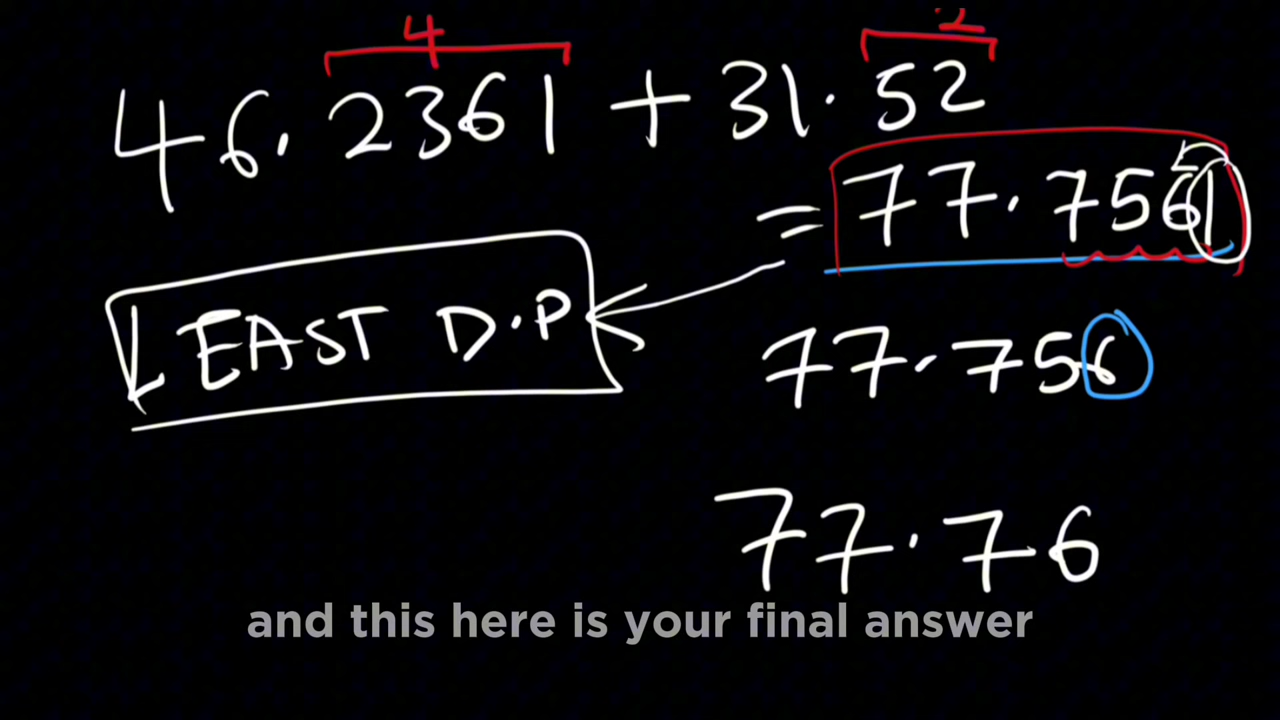 4 2
46.2361 + 31.52
= 77.7561
LEAST D.P
77.756
77.76
and this here is your final answer